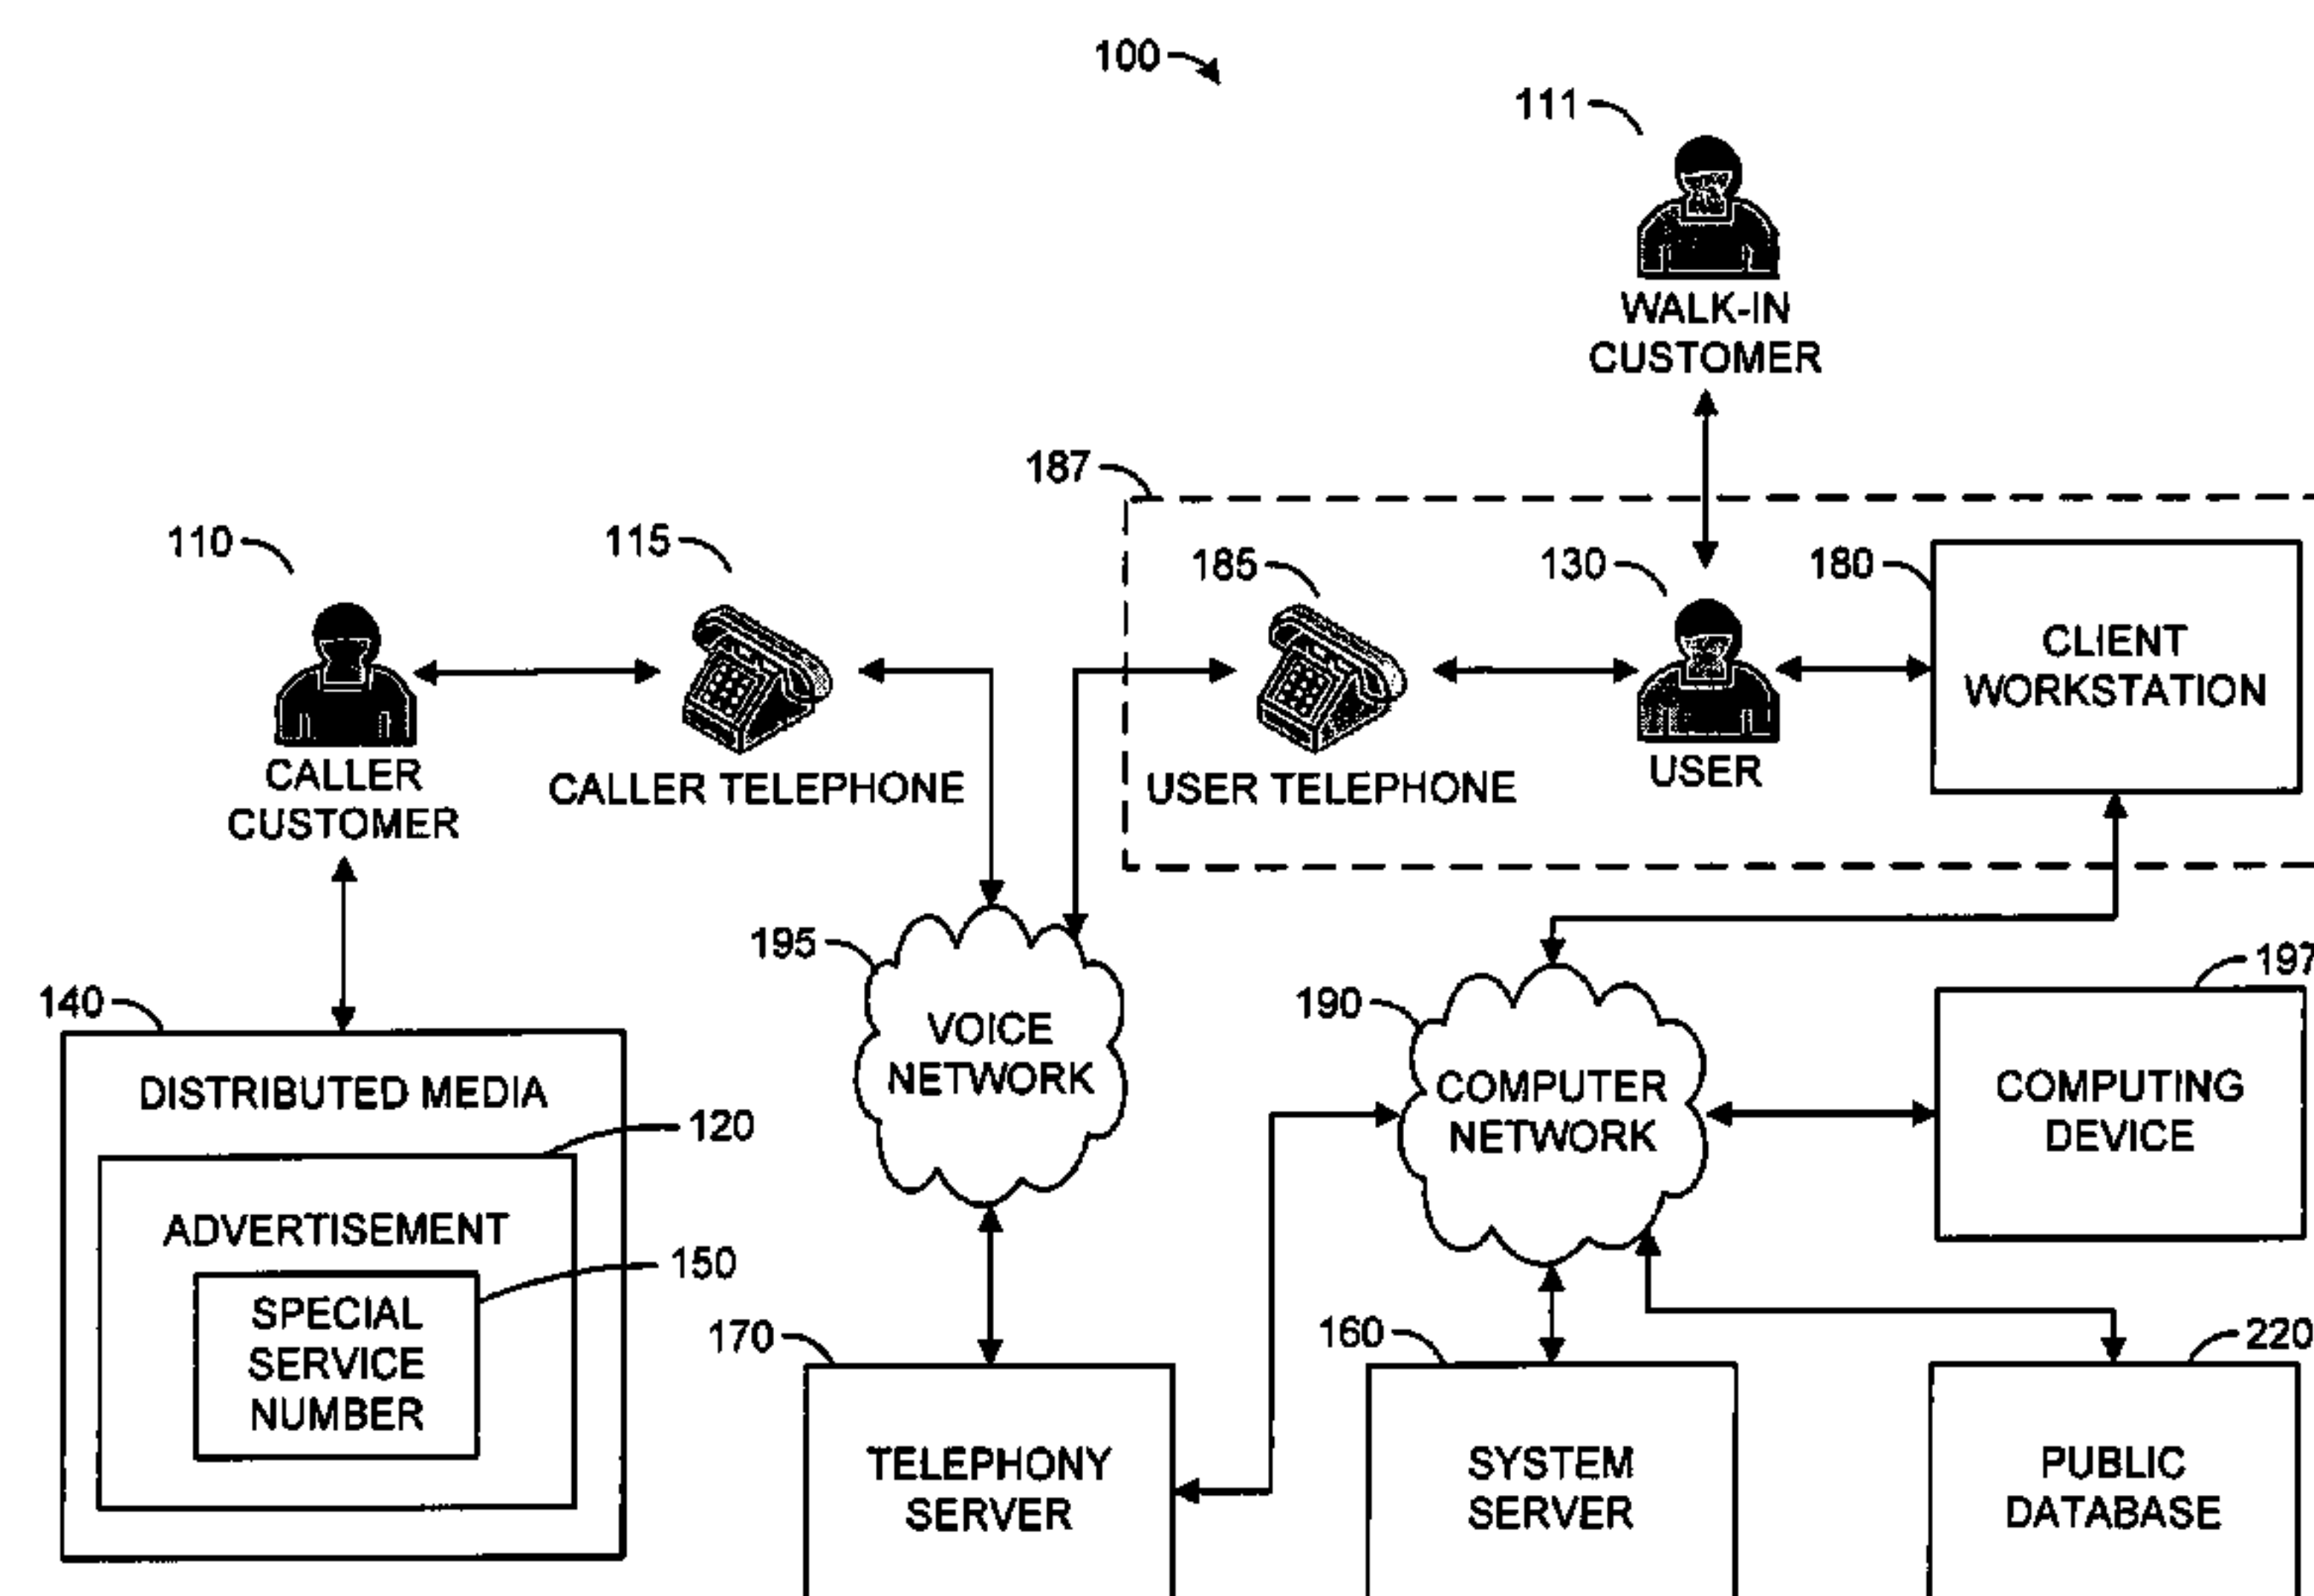 100
111
WALK-IN
CUSTOMER
187
110
115
185
130
180
CLIENT
WORKSTATION
CALLER
CUSTOMER
CALLER TELEPHONE
USER TELEPHONE
USER
195
VOICE
NETWORK
190
COMPUTER
NETWORK
197
COMPUTING
DEVICE
140
DISTRIBUTED MEDIA
120
ADVERTISEMENT
150
SPECIAL
SERVICE
NUMBER
170
TELEPHONY
SERVER
160
SYSTEM
SERVER
220
PUBLIC
DATABASE